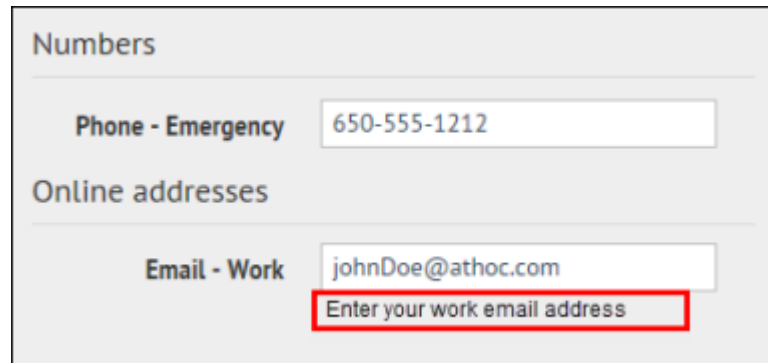 Numbers
Phone - Emergency 650-555-1212
Online addresses
Email - Work johnDoe@athoc.com
Enter your work email address